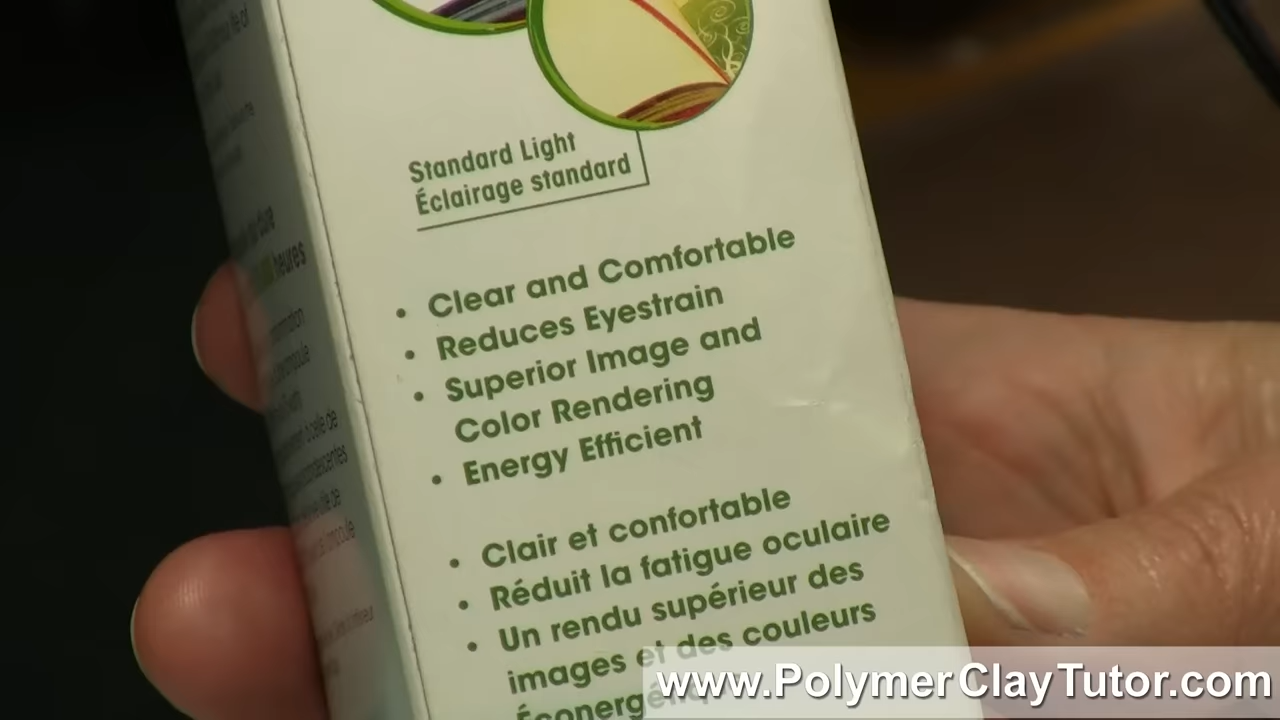 Standard Light
Éclairage standard
• Clear and Comfortable
• Reduces Eyestrain
• Superior Image and
Color Rendering
• Energy Efficient
• Clair et confortable
• Réduit la fatigue oculaire
• Un rendu supérieur des
images et des couleurs
heures
www.PolymerClayTutor.com